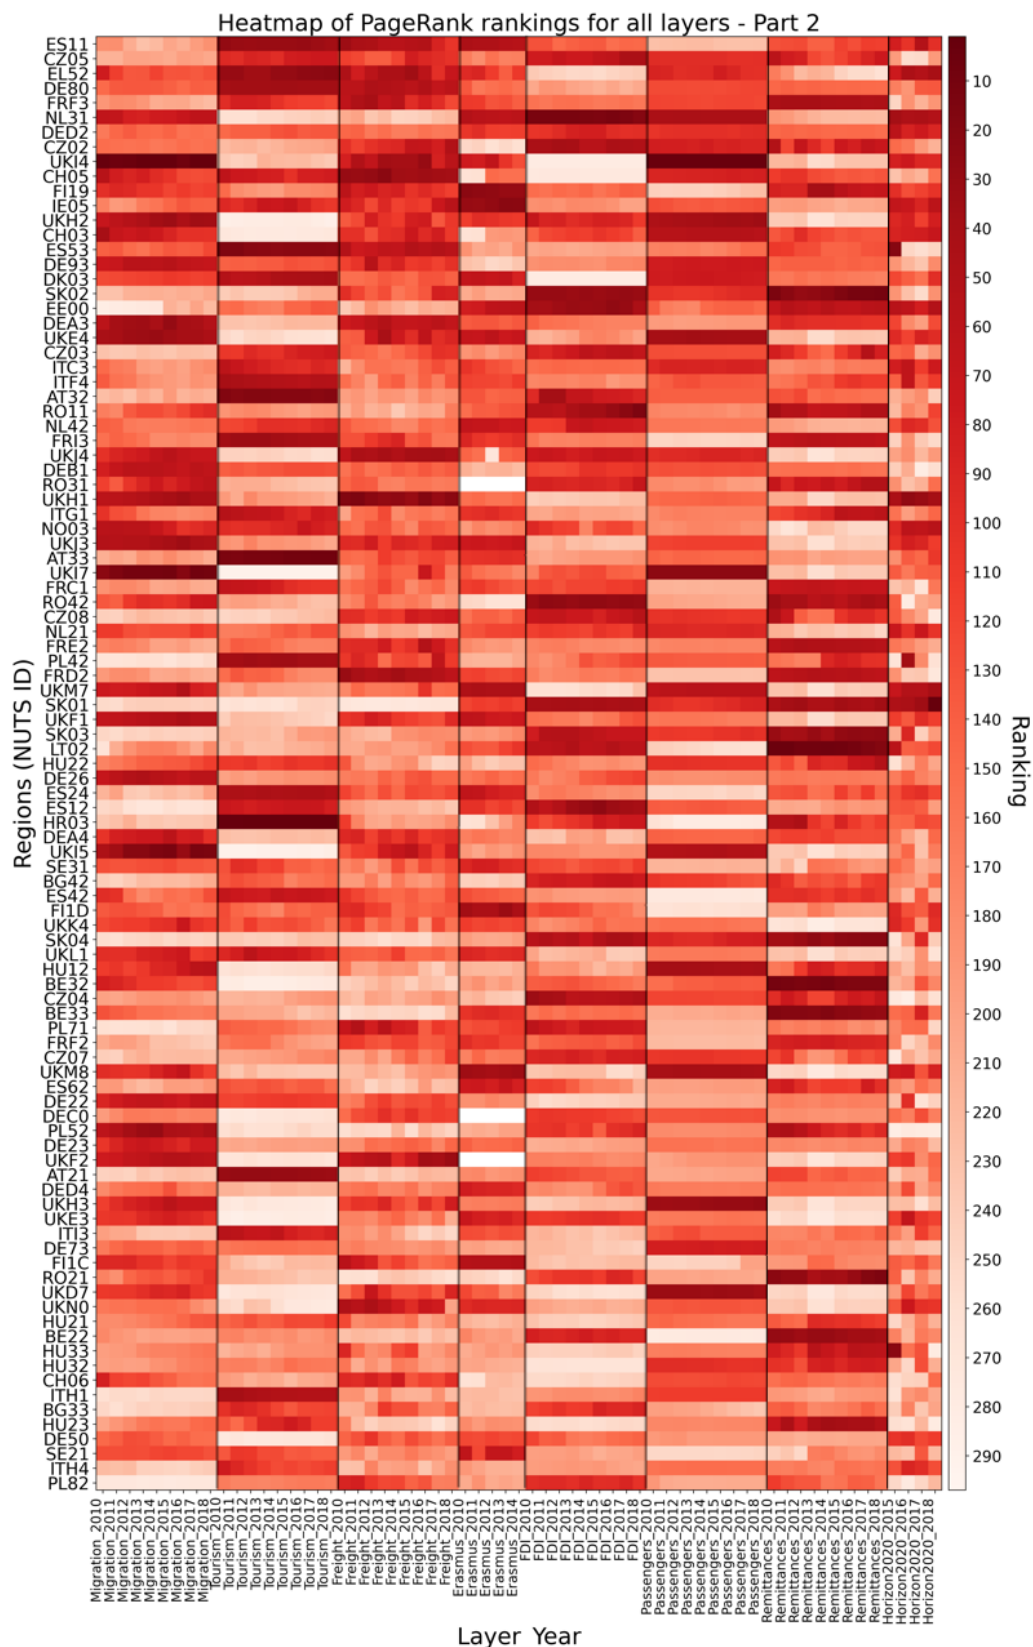 Heatmap of PageRank rankings for all layers - Part 2
ES11
CZ05
EL52
DE80
FRF3
NL31
DED2
CZ02
UKI4
CH05
FI19
IE05
UKH2
CH03
ES53
DE93
DK03
SK02
EE00
DEA3
UKE4
CZ03
ITC3
ITF4
AT32
RO11
NL42
FRI3
UKJ4
DEB1
RO31
UKH1
ITG1
NO03
UKJ3
AT33
UKI7
FRC1
RO42
CZ08
NL21
FRE2
PL42
FRD2
UKM7
SK01
UKF1
SK03
LT02
HU22
DE26
ES24
ES12
HR03
DEA4
UKI5
SE31
BG42
ES42
FI1D
UKK4
SK04
UKL1
HU12
BE32
CZ04
BE33
PL71
FRF2
CZ07
UKM8
ES62
DE22
DEC0
PL52
DE23
UKF2
AT21
DED4
UKH3
UKE3
ITI3
DE73
FI1C
RO21
UKD7
UKN0
HU21
BE22
HU33
HU32
CH06
ITH1
BG33
HU23
DE50
SE21
ITH4
PL82
Regions (NUTS ID)
Migration_2010
Migration_2011
Migration_2012
Migration_2013
Migration_2014
Migration_2015
Migration_2016
Migration_2017
Migration_2018
Tourism_2010
Tourism_2011
Tourism_2012
Tourism_2013
Tourism_2014
Tourism_2015
Tourism_2016
Tourism_2017
Tourism_2018
Freight_2010
Freight_2011
Freight_2012
Freight_2013
Freight_2014
Freight_2015
Freight_2016
Freight_2017
Freight_2018
Erasmus_2010
Erasmus_2011
Erasmus_2012
Erasmus_2013
Erasmus_2014
FDI_2010
FDI_2011
FDI_2012
FDI_2013
FDI_2014
FDI_2015
FDI_2016
FDI_2017
FDI_2018
Passengers_2010
Passengers_2011
Passengers_2012
Passengers_2013
Passengers_2014
Passengers_2015
Passengers_2016
Passengers_2017
Passengers_2018
Remittances_2010
Remittances_2011
Remittances_2012
Remittances_2013
Remittances_2014
Remittances_2015
Remittances_2016
Remittances_2017
Remittances_2018
Horizon2020_2015
Horizon2020_2016
Horizon2020_2017
Horizon2020_2018
Layer_Year
10
20
30
40
50
60
70
80
90
100
110
120
130
140
150
160
170
180
190
200
210
220
230
240
250
260
270
280
290
Ranking